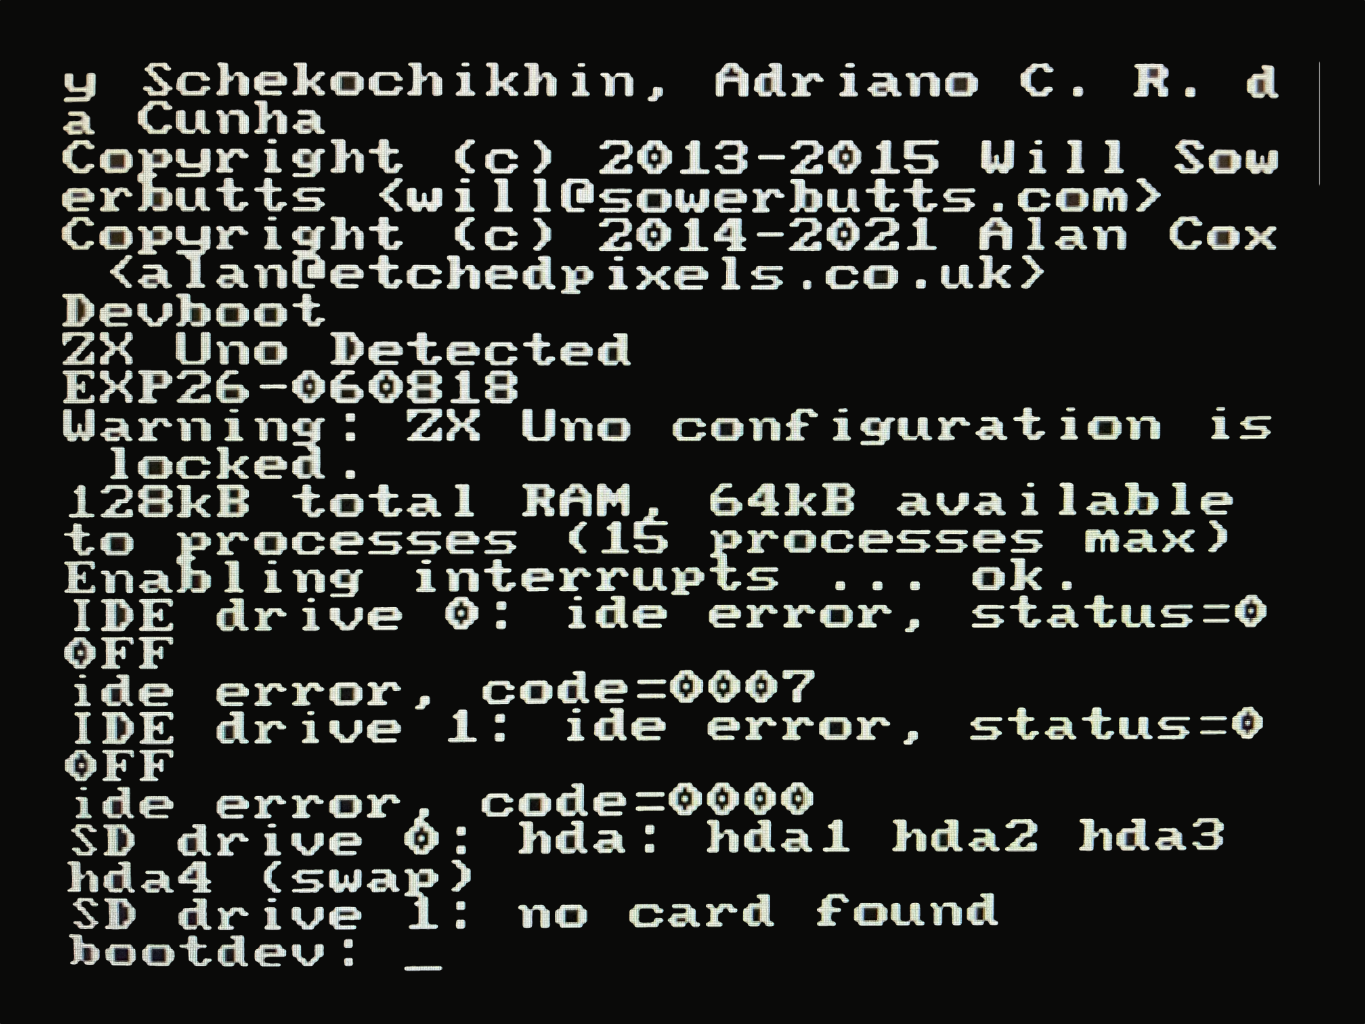 y Schekochikhin, Adriano C. R. d
a Cunha
Copyright (c) 2013-2015 Will Sow
erbutts <will@sowerbutts.com>
Copyright (c) 2014-2021 Alan Cox
 <alan@etchedpixels.co.uk>
Devboot
ZX Uno Detected
EXP26-060818
Warning: ZX Uno configuration is
 locked.
128kB total RAM, 64kB available
to processes (15 processes max)
Enabling interrupts ... ok.
IDE drive 0: ide error, status=0
0FF
ide error, code=0007
IDE drive 1: ide error, status=0
0FF
ide error, code=0000
SD drive 0: hda: hda1 hda2 hda3
hda4 (swap)
SD drive 1: no card found
bootdev: _